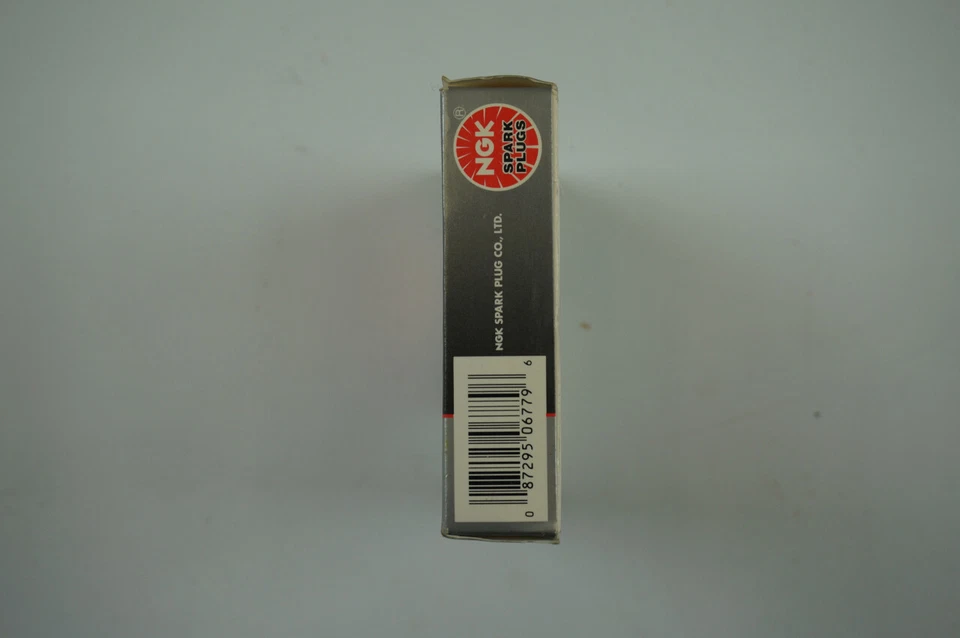 NGK
SPARK
PLUGS
®
NGK SPARK PLUG CO., LTD.
0 87295 06779 6